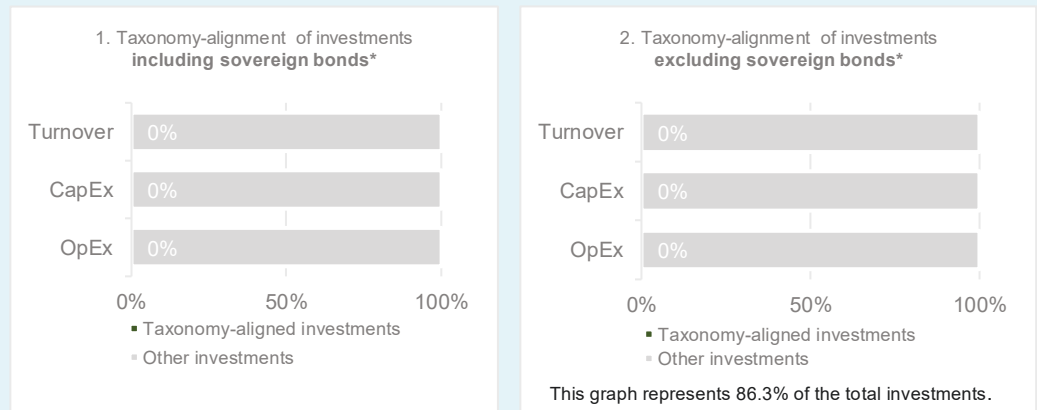 1. Taxonomy-alignment of investments
including sovereign bonds*
Turnover 0%
CapEx 0%
OpEx 0%
0% 50% 100%
Taxonomy-aligned investments
Other investments
2. Taxonomy-alignment of investments
excluding sovereign bonds*
Turnover 0%
CapEx 0%
OpEx 0%
0% 50% 100%
Taxonomy-aligned investments
Other investments
This graph represents 86.3% of the total investments.